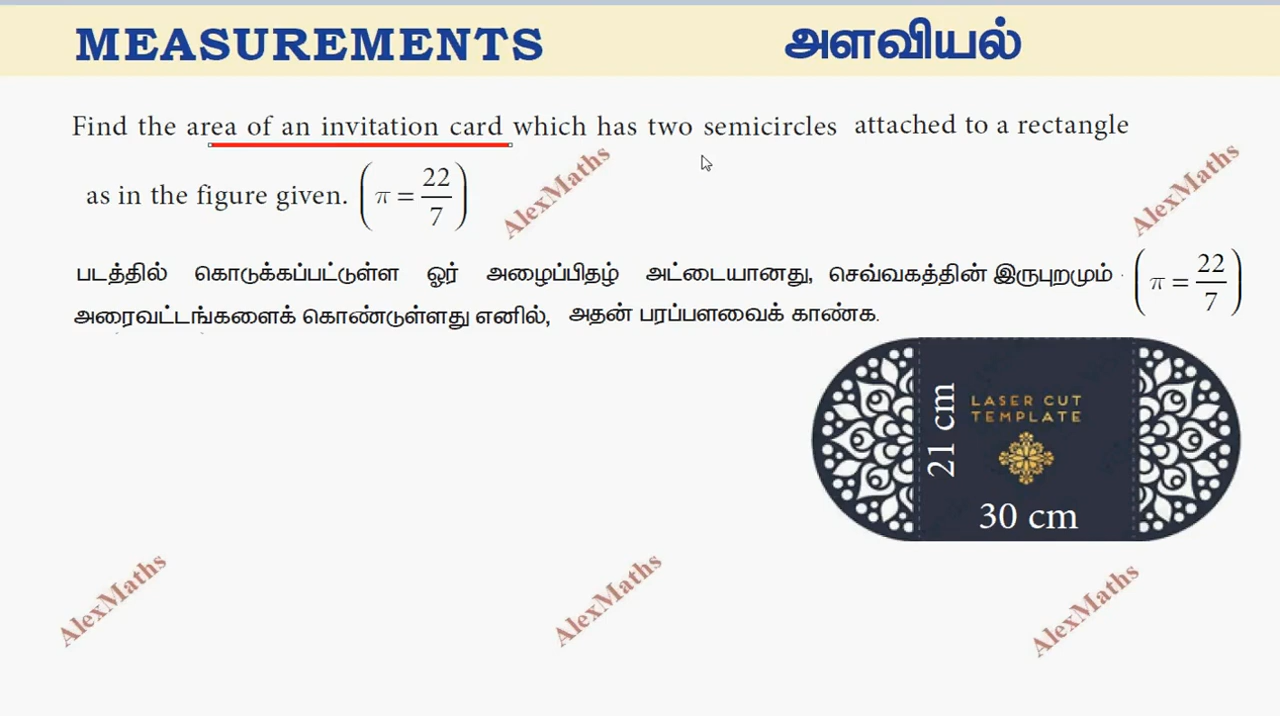 MEASUREMENTS அளவியல்
Find the area of an invitation card which has two semicircles attached to a rectangle
as in the figure given. (π = 22/7)
படத்தில் கொடுக்கப்பட்டுள்ள ஓர் அழைப்பிதழ் அட்டையானது, செவ்வகத்தின் இருபுறமும் (π = 22/7)
அரைவட்டங்களைக் கொண்டுள்ளது எனில், அதன் பரப்பளவைக் காண்க.
21 cm
LASER CUT
TEMPLATE
30 cm
AlexMaths
AlexMaths
AlexMaths
AlexMaths
AlexMaths